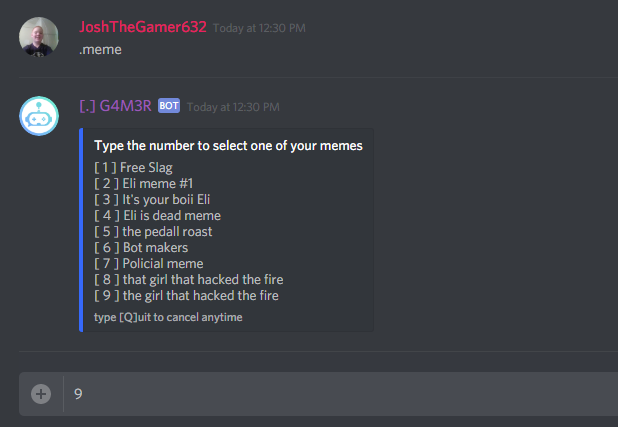 JoshTheGamer632 Today at 12:30 PM
.meme
[.] G4M3R BOT Today at 12:30 PM
Type the number to select one of your memes
[ 1 ] Free Slag
[ 2 ] Eli meme #1
[ 3 ] It's your boii Eli
[ 4 ] Eli is dead meme
[ 5 ] the pedall roast
[ 6 ] Bot makers
[ 7 ] Policial meme
[ 8 ] that girl that hacked the fire
[ 9 ] the girl that hacked the fire
type [Q]uit to cancel anytime
9